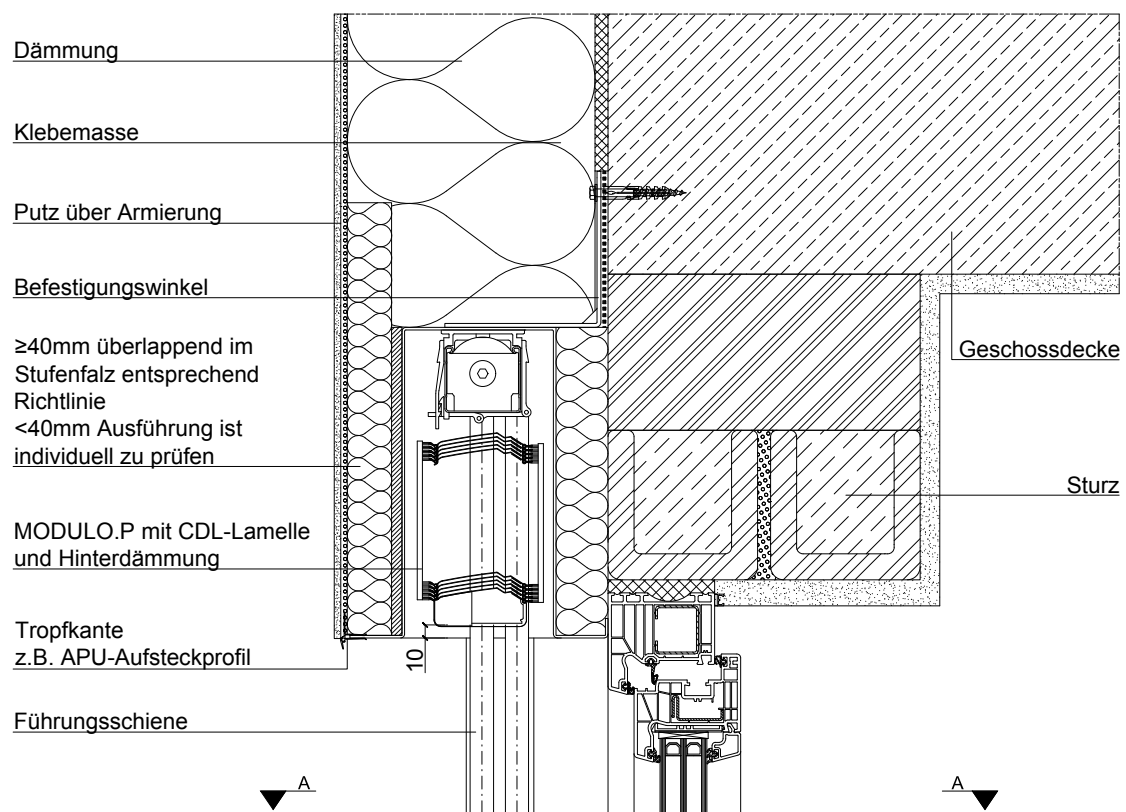 Dämmung
Klebemasse
Putz über Armierung
Befestigungswinkel
≥40mm überlappend im
Stufenfalz entsprechend
Richtlinie
<40mm Ausführung ist
individuell zu prüfen
MODULO.P mit CDL-Lamelle
und Hinterdämmung
Tropfkante
z.B. APU-Aufsteckprofil
Führungsschiene
10
Geschossdecke
Sturz
A
A